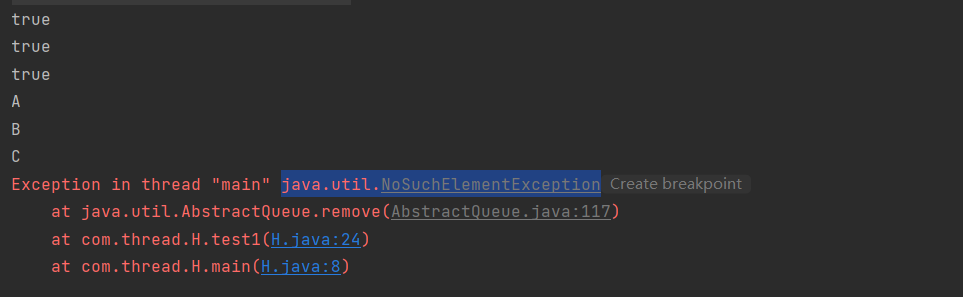 true
true
true
A
B
C
Exception in thread "main" java.util.NoSuchElementException Create breakpoint
at java.util.AbstractQueue.remove(AbstractQueue.java:117)
at com.thread.H.test1(H.java:24)
at com.thread.H.main(H.java:8)